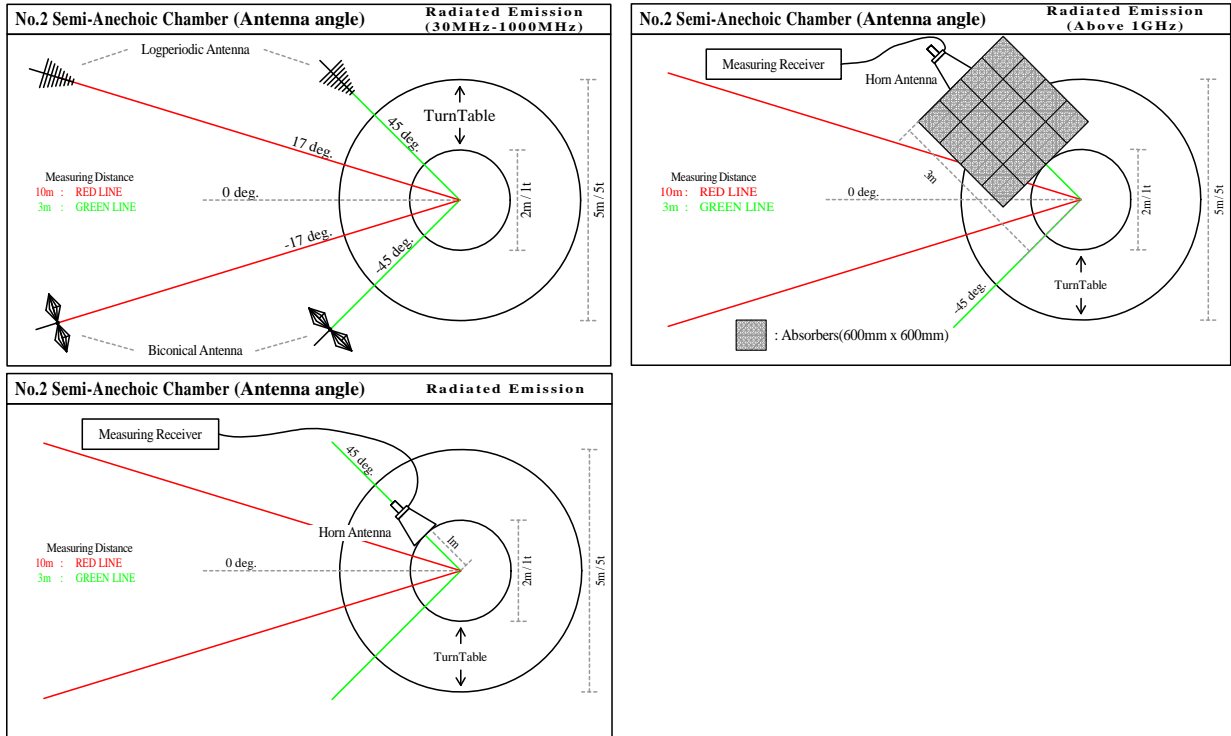 No.2 Semi-Anechoic Chamber (Antenna angle)
Radiated Emission
(30MHz-1000MHz)
Logperiodic Antenna
TurnTable
45 deg.
17 deg.
Measuring Distance
10m : RED LINE
3m : GREEN LINE
0 deg.
2m / 1t
5m / 5t
-17 deg.
-45 deg.
Biconical Antenna
No.2 Semi-Anechoic Chamber (Antenna angle)
Radiated Emission
(Above 1GHz)
Measuring Receiver
Horn Antenna
3m
Measuring Distance
10m : RED LINE
3m : GREEN LINE
0 deg.
2m / 1t
5m / 5t
TurnTable
-45 deg.
: Absorbers(600mm x 600mm)
No.2 Semi-Anechoic Chamber (Antenna angle)
Radiated Emission
Measuring Receiver
45 deg.
Horn Antenna
1m
Measuring Distance
10m : RED LINE
3m : GREEN LINE
0 deg.
2m / 1t
5m / 5t
TurnTable